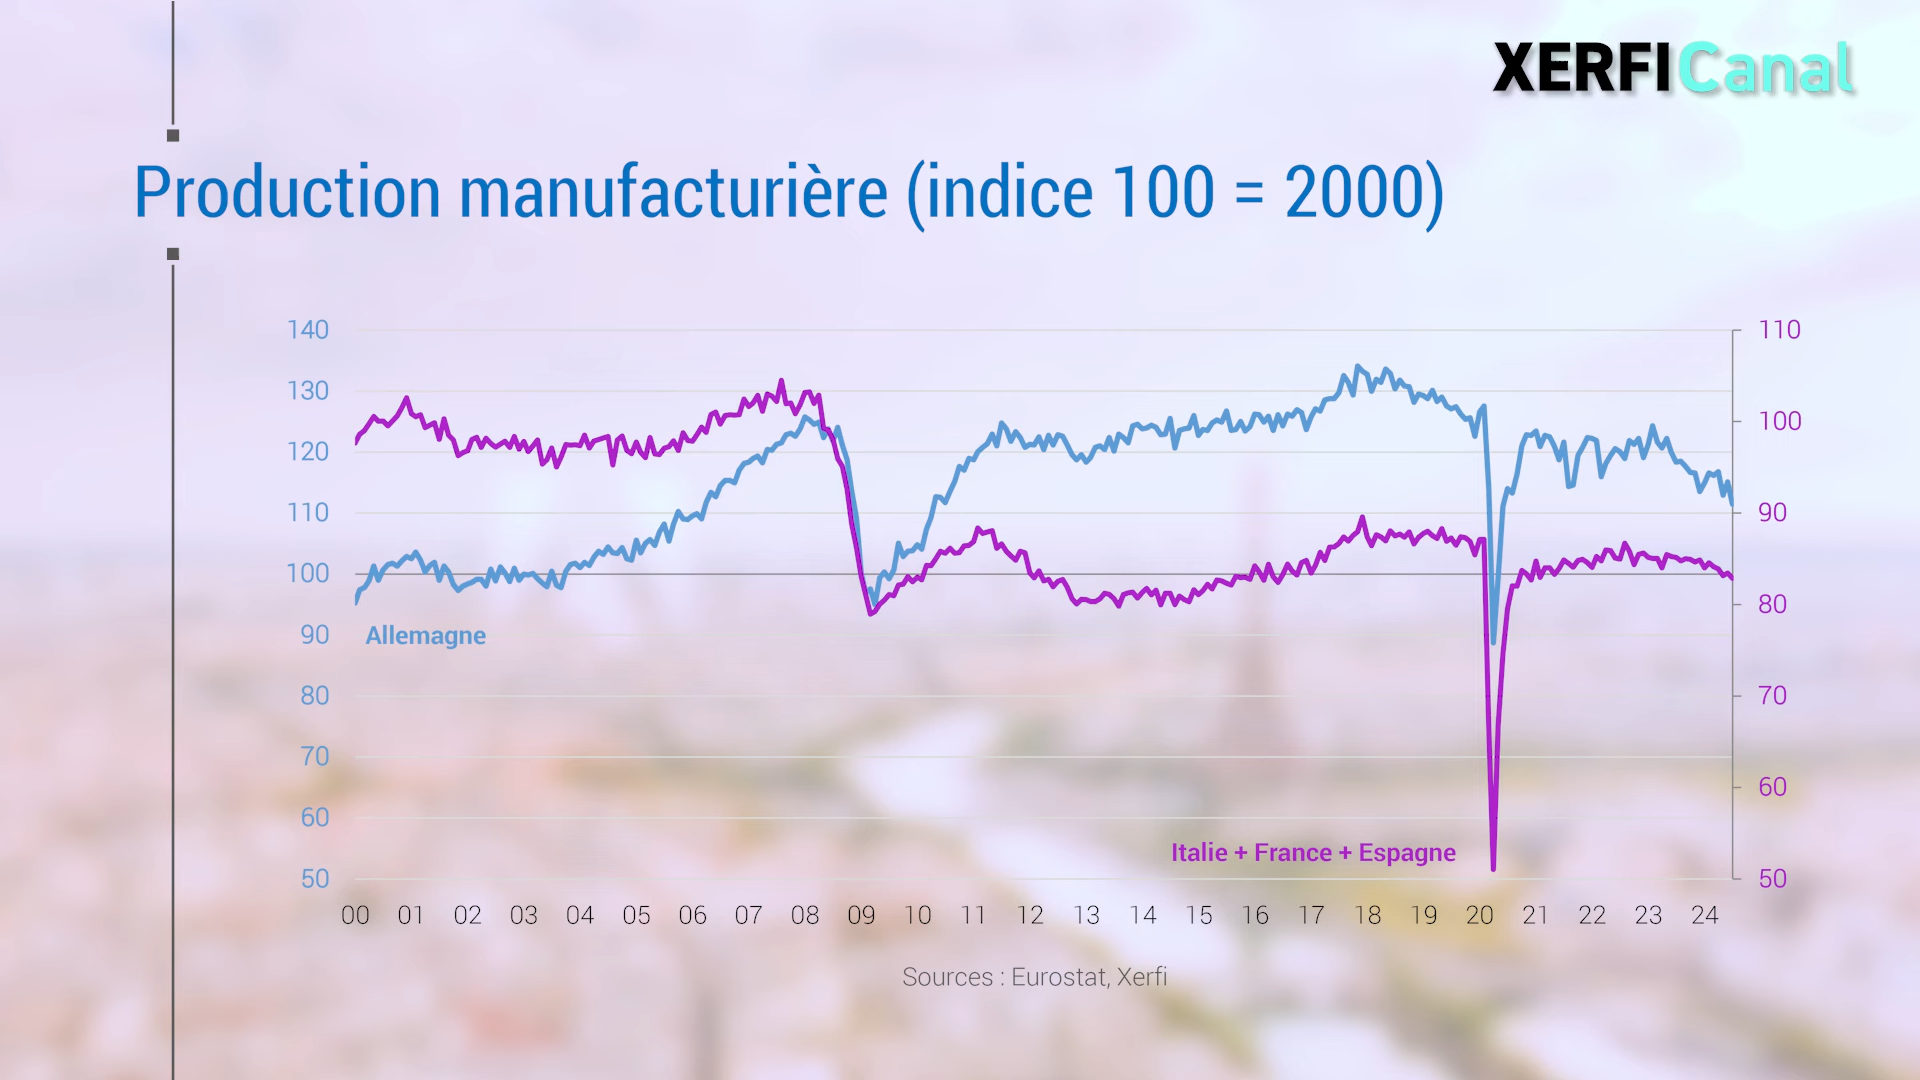 XERFI Canal
Production manufacturière (indice 100 = 2000)
140
130
120
110
100
90
80
70
60
50
110
100
90
80
70
60
50
Allemagne
Italie + France + Espagne
00 01 02 03 04 05 06 07 08 09 10 11 12 13 14 15 16 17 18 19 20 21 22 23 24
Sources : Eurostat, Xerfi